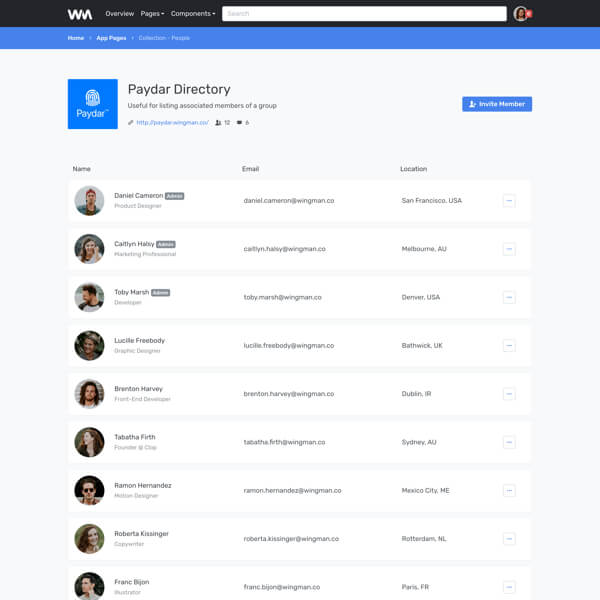 WM
Overview Pages Components Search 6
Home App Pages Collection - People
Paydar™
Paydar Directory
Useful for listing associated members of a group
http://paydar.wingman.co/ 12 6
Invite Member
Name Email Location
Daniel Cameron Admin
Product Designer
daniel.cameron@wingman.co San Francisco, USA
Caitlyn Halsy Admin
Marketing Professional
caitlyn.halsy@wingman.co Melbourne, AU
Toby Marsh Admin
Developer
toby.marsh@wingman.co Denver, USA
Lucille Freebody
Graphic Designer
lucille.freebody@wingman.co Bathwick, UK
Brenton Harvey
Front-End Developer
brenton.harvey@wingman.co Dublin, IR
Tabatha Firth
Founder @ Clap
tabatha.firth@wingman.co Sydney, AU
Ramon Hernandez
Motion Designer
ramon.hernandez@wingman.co Mexico City, ME
Roberta Kissinger
Copywriter
roberta.kissinger@wingman.co Rotterdam, NL
Franc Bijon
Illustrator
franc.bijon@wingman.co Paris, FR